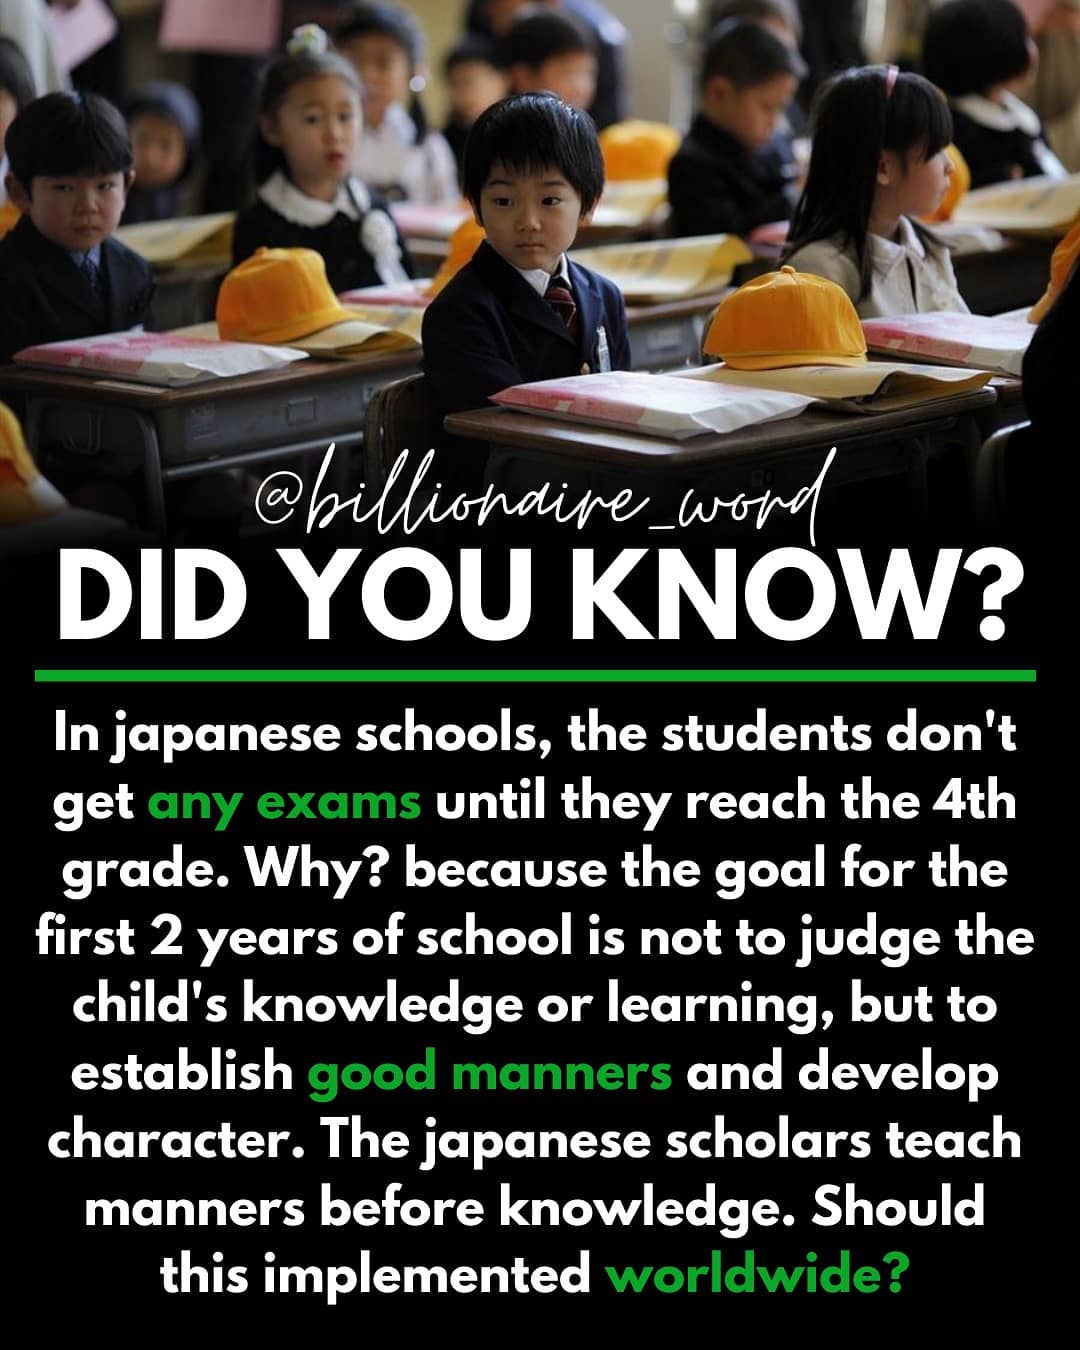 @billionaire_word
DID YOU KNOW?
In japanese schools, the students don't
get any exams until they reach the 4th
grade. Why? because the goal for the
first 2 years of school is not to judge the
child's knowledge or learning, but to
establish good manners and develop
character. The japanese scholars teach
manners before knowledge. Should
this implemented worldwide?